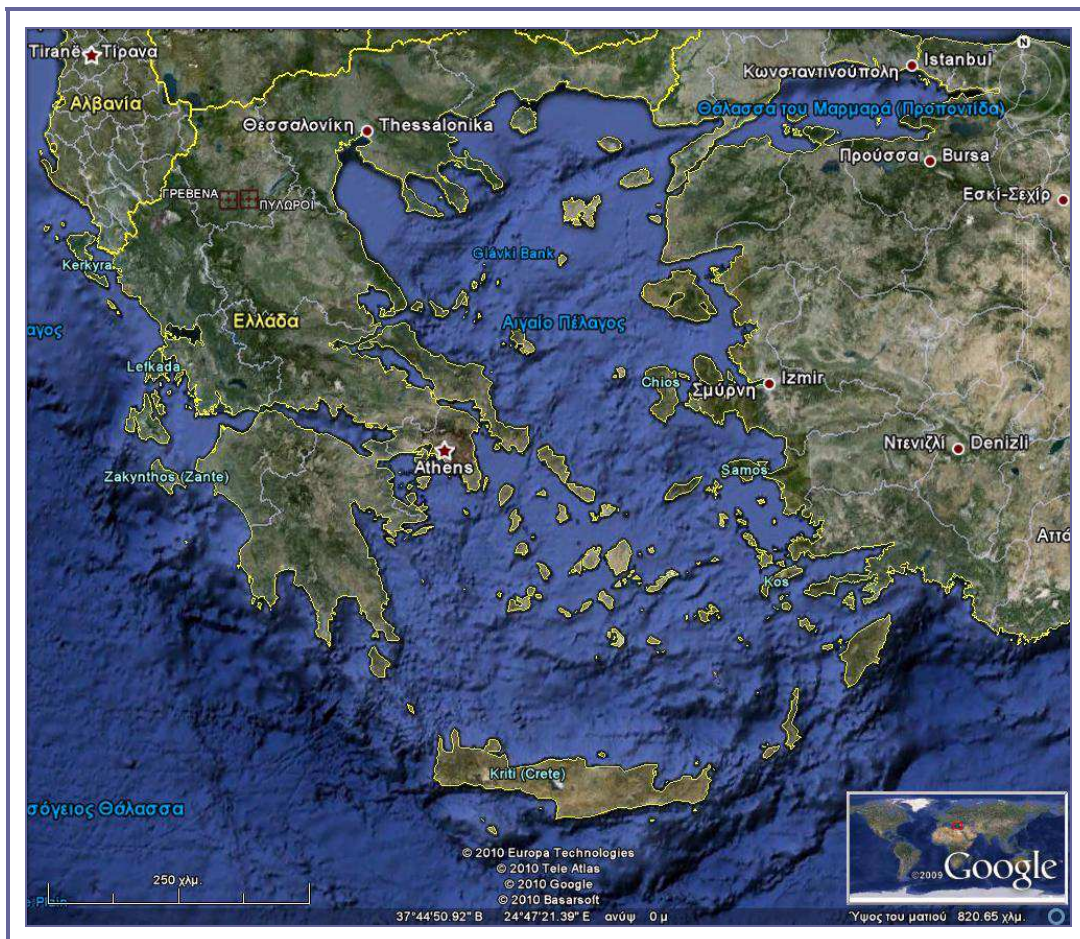 Tiranë Τίρανα
Αλβανία
Κωνσταντινούπολη Istanbul
N
Θάλασσα του Μαρμαρά (Προποντίδα)
Θεσσαλονίκη Thessalonika
Προύσσα Bursa
Εσκί-Σεχίρ
ΓΡΕΒΕΝΑ
ΠΥΛΩΡΟΙ
Kerkyra
Glávki Bank
Ελλάδα
Αιγαίο Πέλαγος
αγος
Lefkada
Chios
Σμύρνη Izmir
Athens
Ντενιζλί Denizli
Zakynthos (Zante)
Samos
Αττά
Kos
Kriti (Crete)
σόγειος Θάλασσα
© 2010 Europa Technologies
© 2010 Tele Atlas
© 2010 Google
© 2010 Basarsoft
250 χλμ.
©2009 Google
Plain
37°44'50.92" Β 24°47'21.39" Ε ανύψ 0 μ
Ύψος του ματιού 820.65 χλμ.